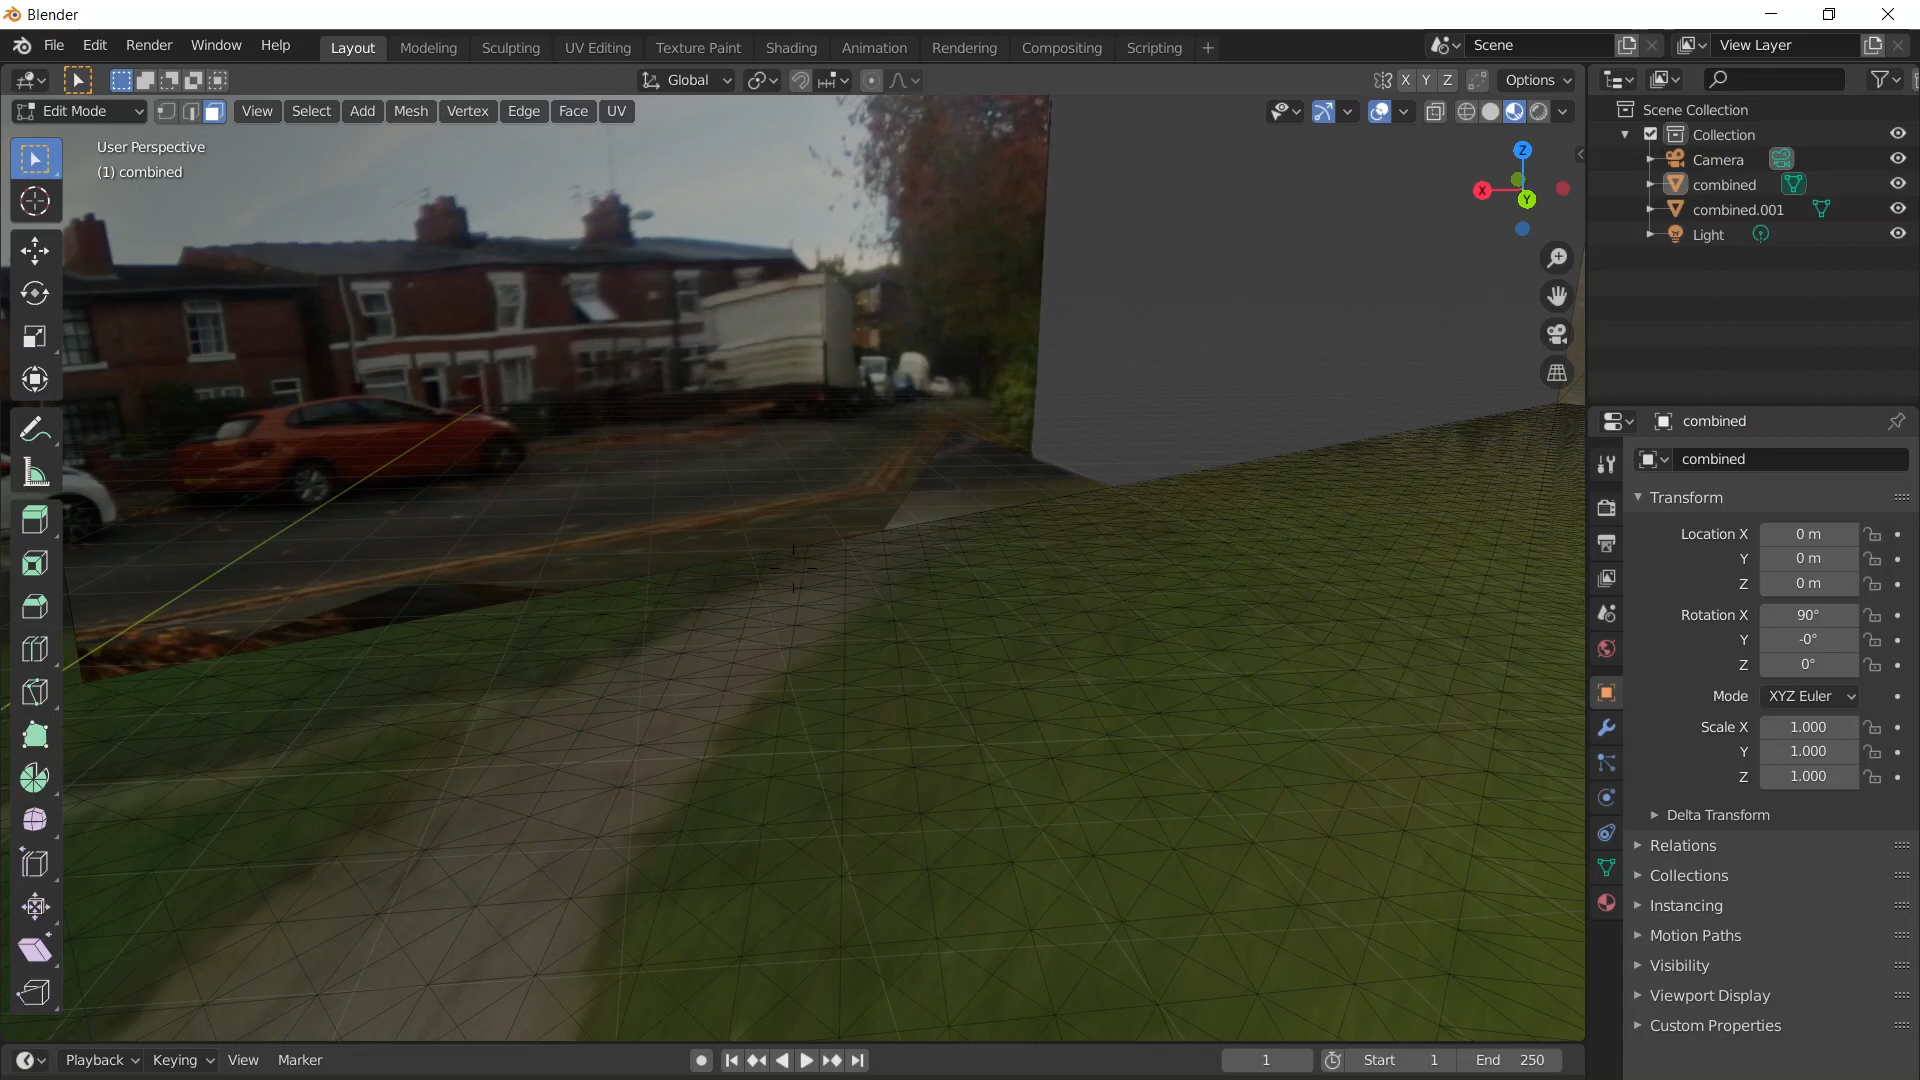 Blender
File Edit Render Window Help Layout Modeling Sculpting UV Editing Texture Paint Shading Animation Rendering Compositing Scripting + Scene View Layer
Global X Y Z Options
Edit Mode View Select Add Mesh Vertex Edge Face UV
User Perspective
(1) combined
Z
X
Y
Scene Collection
Collection
Camera
combined
combined.001
Light
combined
combined
Transform
Location X 0 m
Y 0 m
Z 0 m
Rotation X 90°
Y -0°
Z 0°
Mode XYZ Euler
Scale X 1.000
Y 1.000
Z 1.000
Delta Transform
Relations
Collections
Instancing
Motion Paths
Visibility
Viewport Display
Custom Properties
Playback Keying View Marker 1 Start 1 End 250